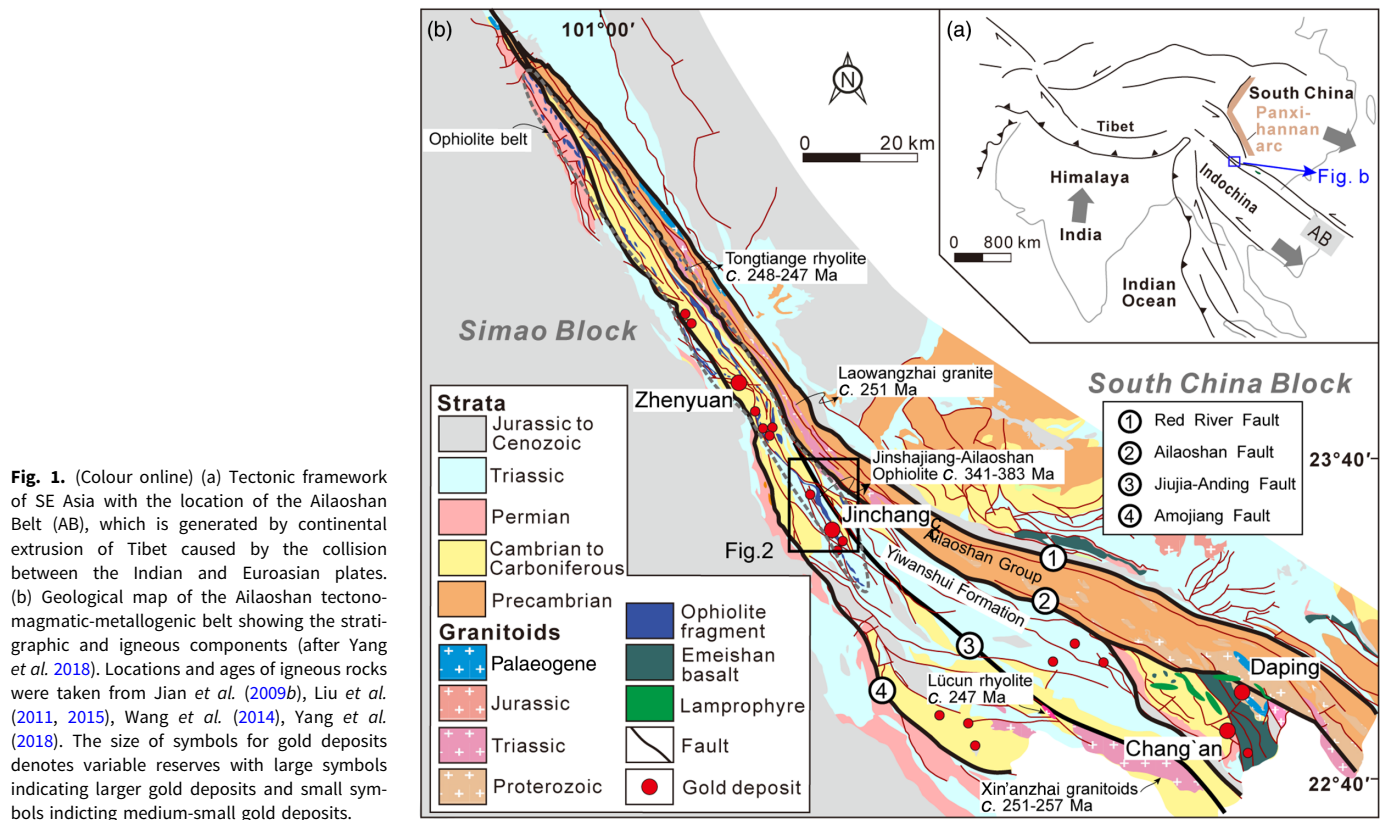 Fig. 1. (Colour online) (a) Tectonic framework
of SE Asia with the location of the Ailaoshan
Belt (AB), which is generated by continental
extrusion of Tibet caused by the collision
between the Indian and Euroasian plates.
(b) Geological map of the Ailaoshan tectono-
magmatic-metallogenic belt showing the strati-
graphic and igneous components (after Yang
et al. 2018). Locations and ages of igneous rocks
were taken from Jian et al. (2009b), Liu et al.
(2011, 2015), Wang et al. (2014), Yang et al.
(2018). The size of symbols for gold deposits
denotes variable reserves with large symbols
indicating larger gold deposits and small sym-
bols indicting medium-small gold deposits.
(b)
101°00′
N
0 20 km
Ophiolite belt
Tongtiange rhyolite
c. 248-247 Ma
Simao Block
Laowangzhai granite
c. 251 Ma
Zhenyuan
Jinshajiang-Ailaoshan
Ophiolite c. 341-383 Ma
Jinchang
Fig.2
Ailaoshan Group
Yiwanshui Formation
1
2
3
4
Lücun rhyolite
c. 247 Ma
Daping
Chang`an
Xin'anzhai granitoids
c. 251-257 Ma
South China Block
1 Red River Fault
2 Ailaoshan Fault
3 Jiujia-Anding Fault
4 Amojiang Fault
23°40′
22°40′
(a)
South China
Panxi-
hannan
arc
Tibet
Himalaya
Indochina
Fig. b
India
AB
0 800 km
Indian
Ocean
Strata
Jurassic to
Cenozoic
Triassic
Permian
Cambrian to
Carboniferous
Precambrian
Granitoids
Palaeogene
Jurassic
Triassic
Proterozoic
Ophiolite
fragment
Emeishan
basalt
Lamprophyre
Fault
Gold deposit